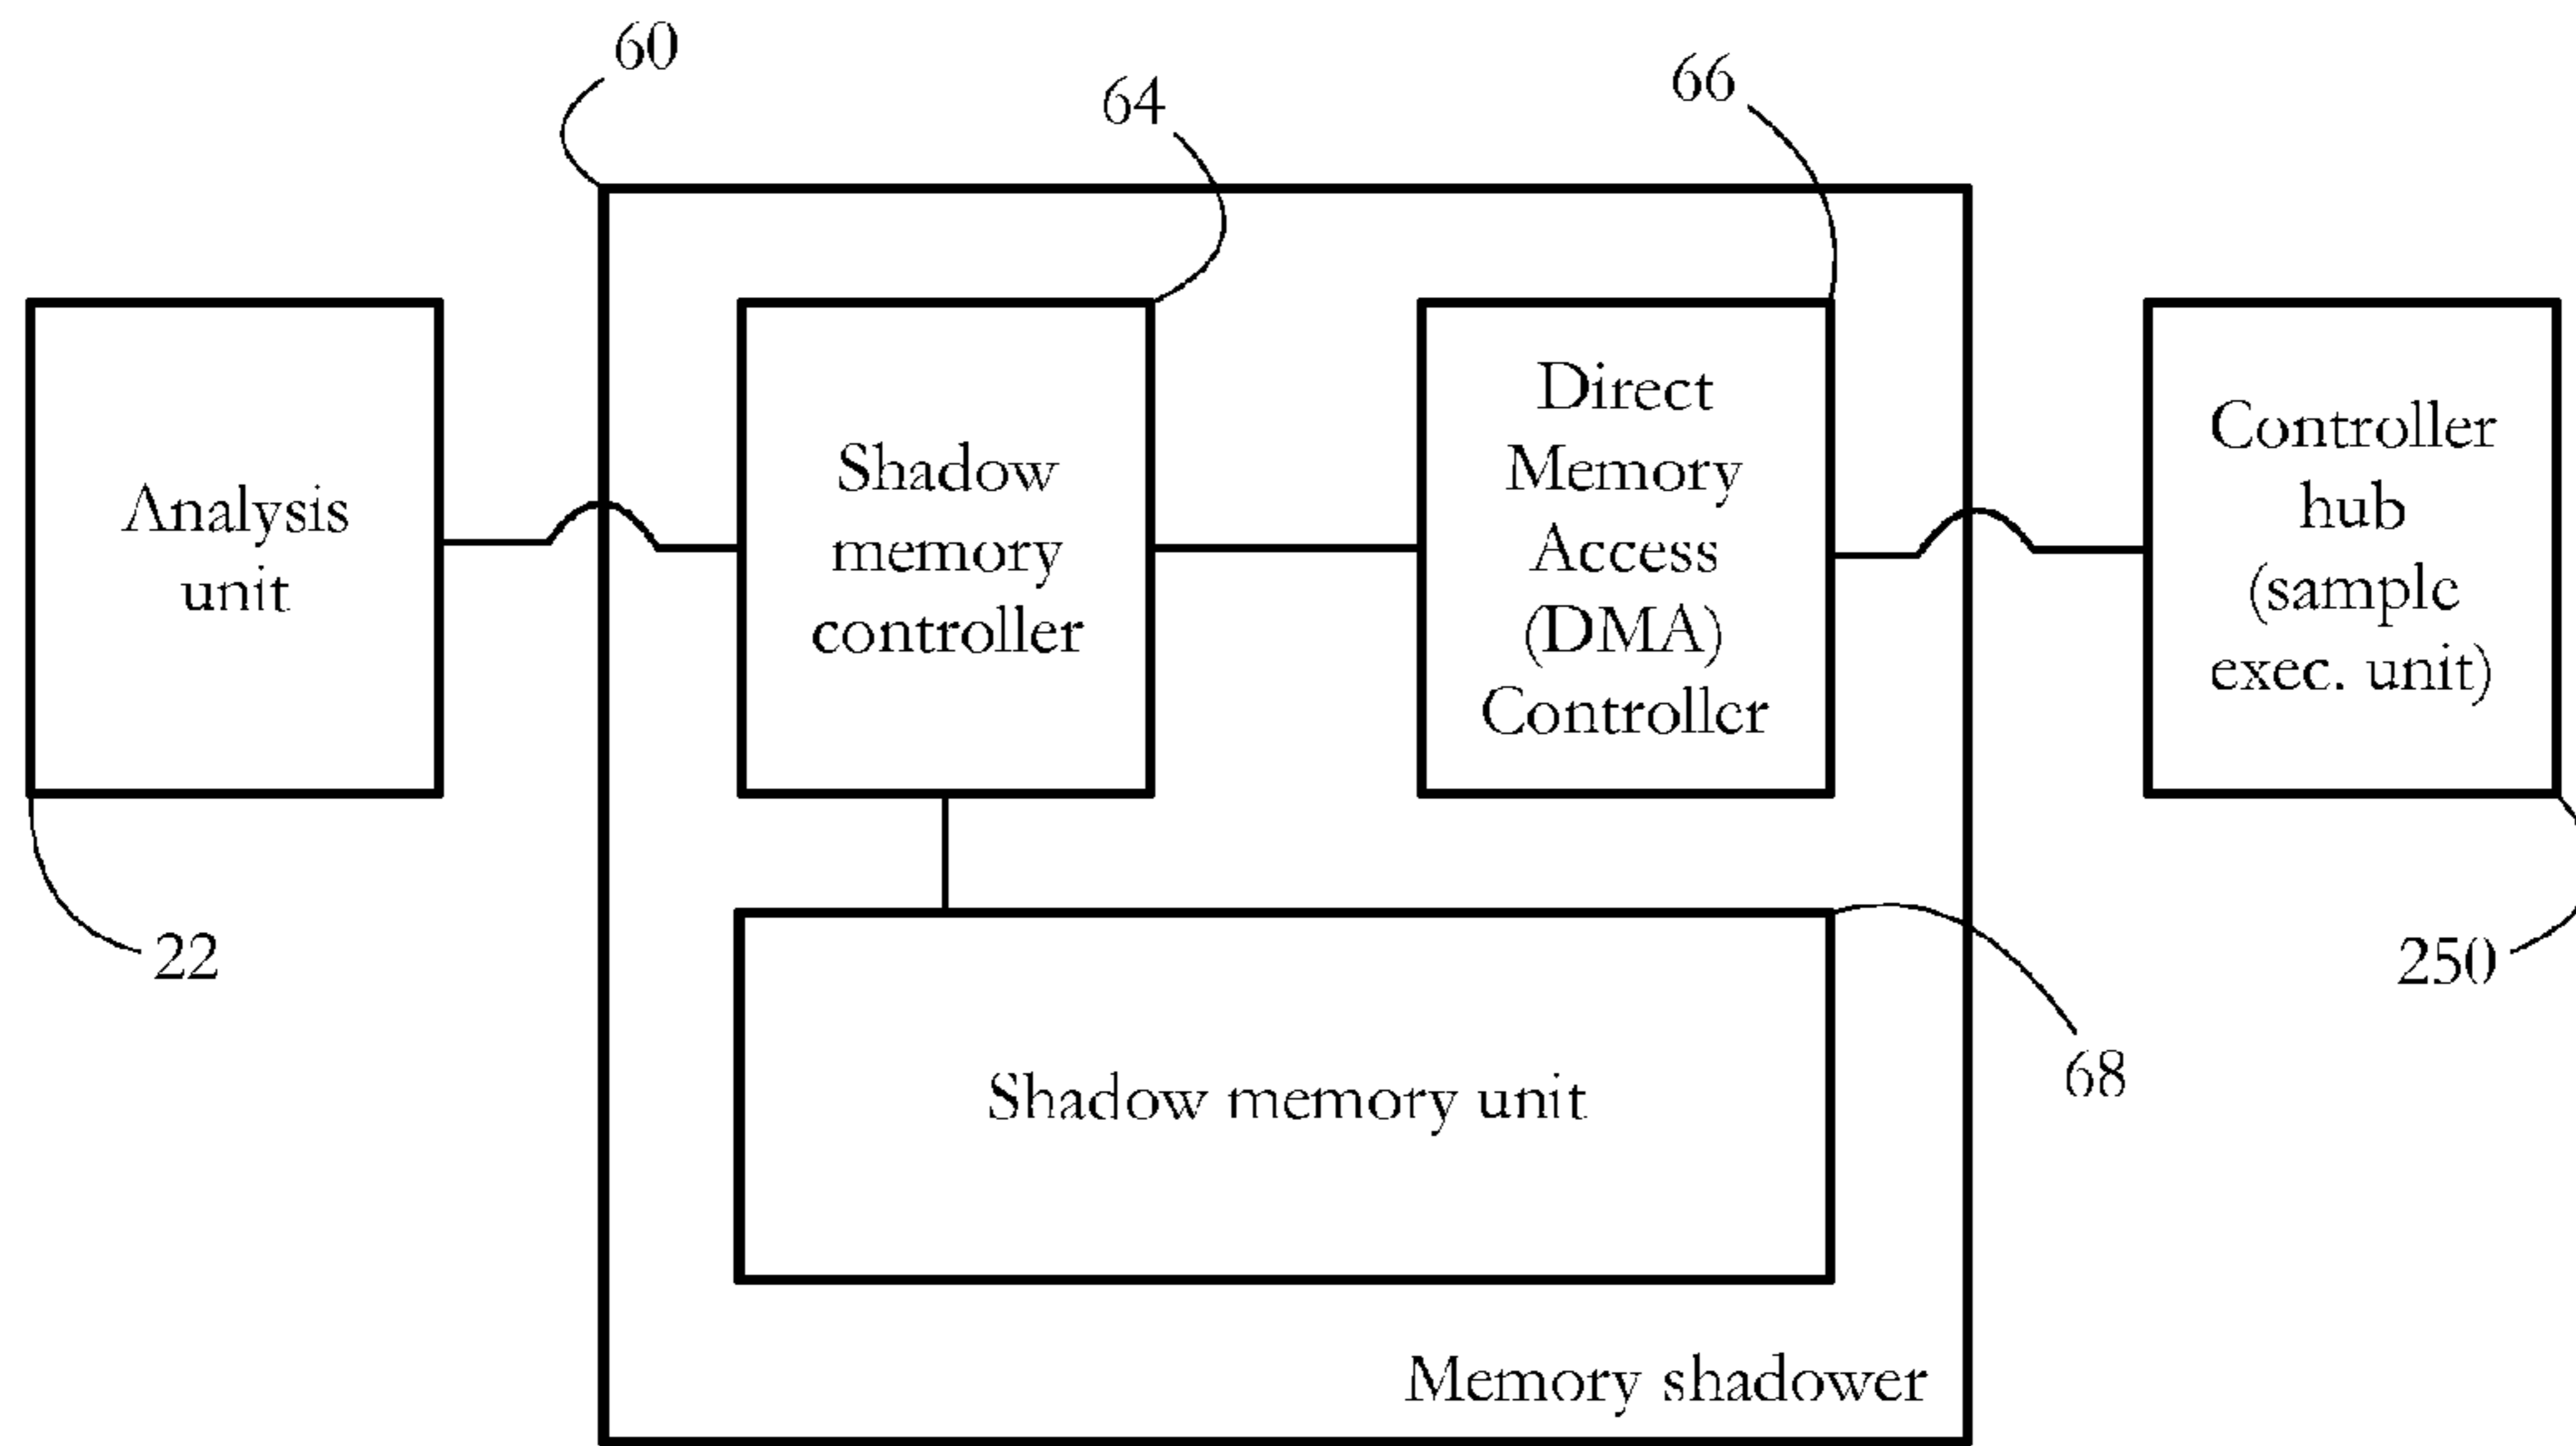 60
64
66
Analysis
unit
Shadow
memory
controller
Direct
Memory
Access
(DMA)
Controller
Controller
hub
(sample
exec. unit)
22
250
68
Shadow memory unit
Memory shadower